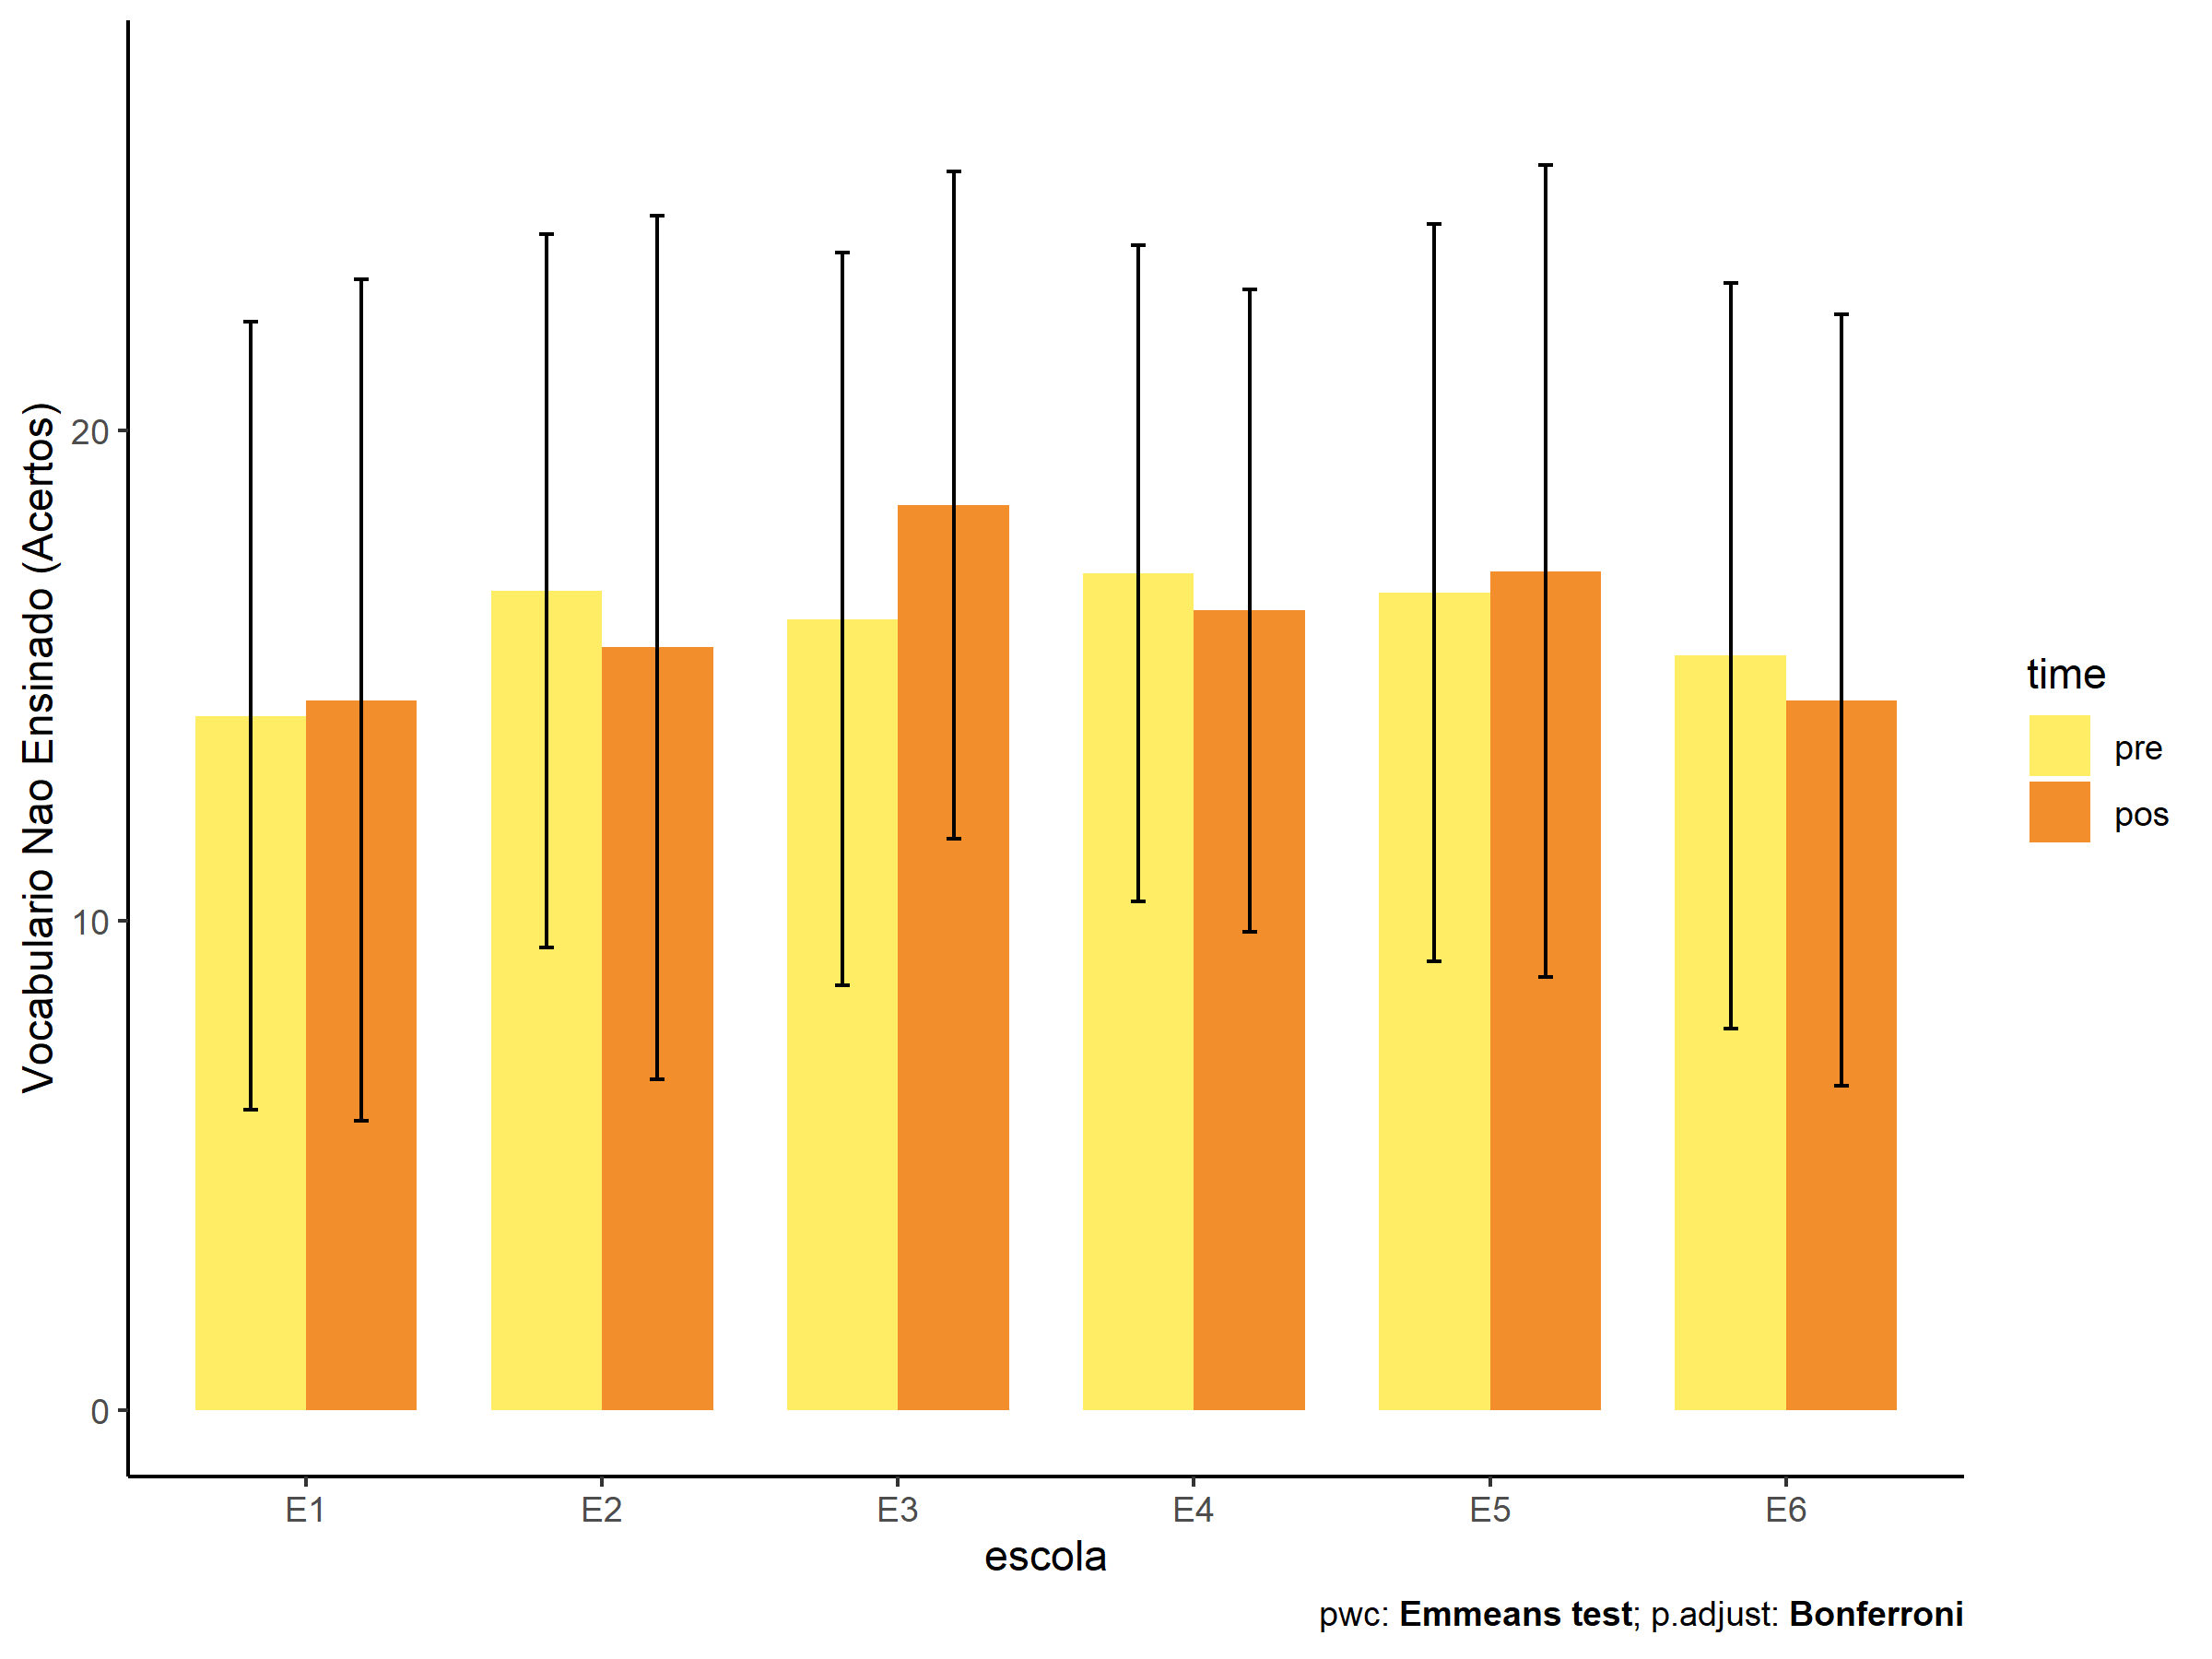 Vocabulario Nao Ensinado (Acertos)
20
10
0
E1 E2 E3 E4 E5 E6
escola
time
pre
pos
pwc: Emmeans test; p.adjust: Bonferroni